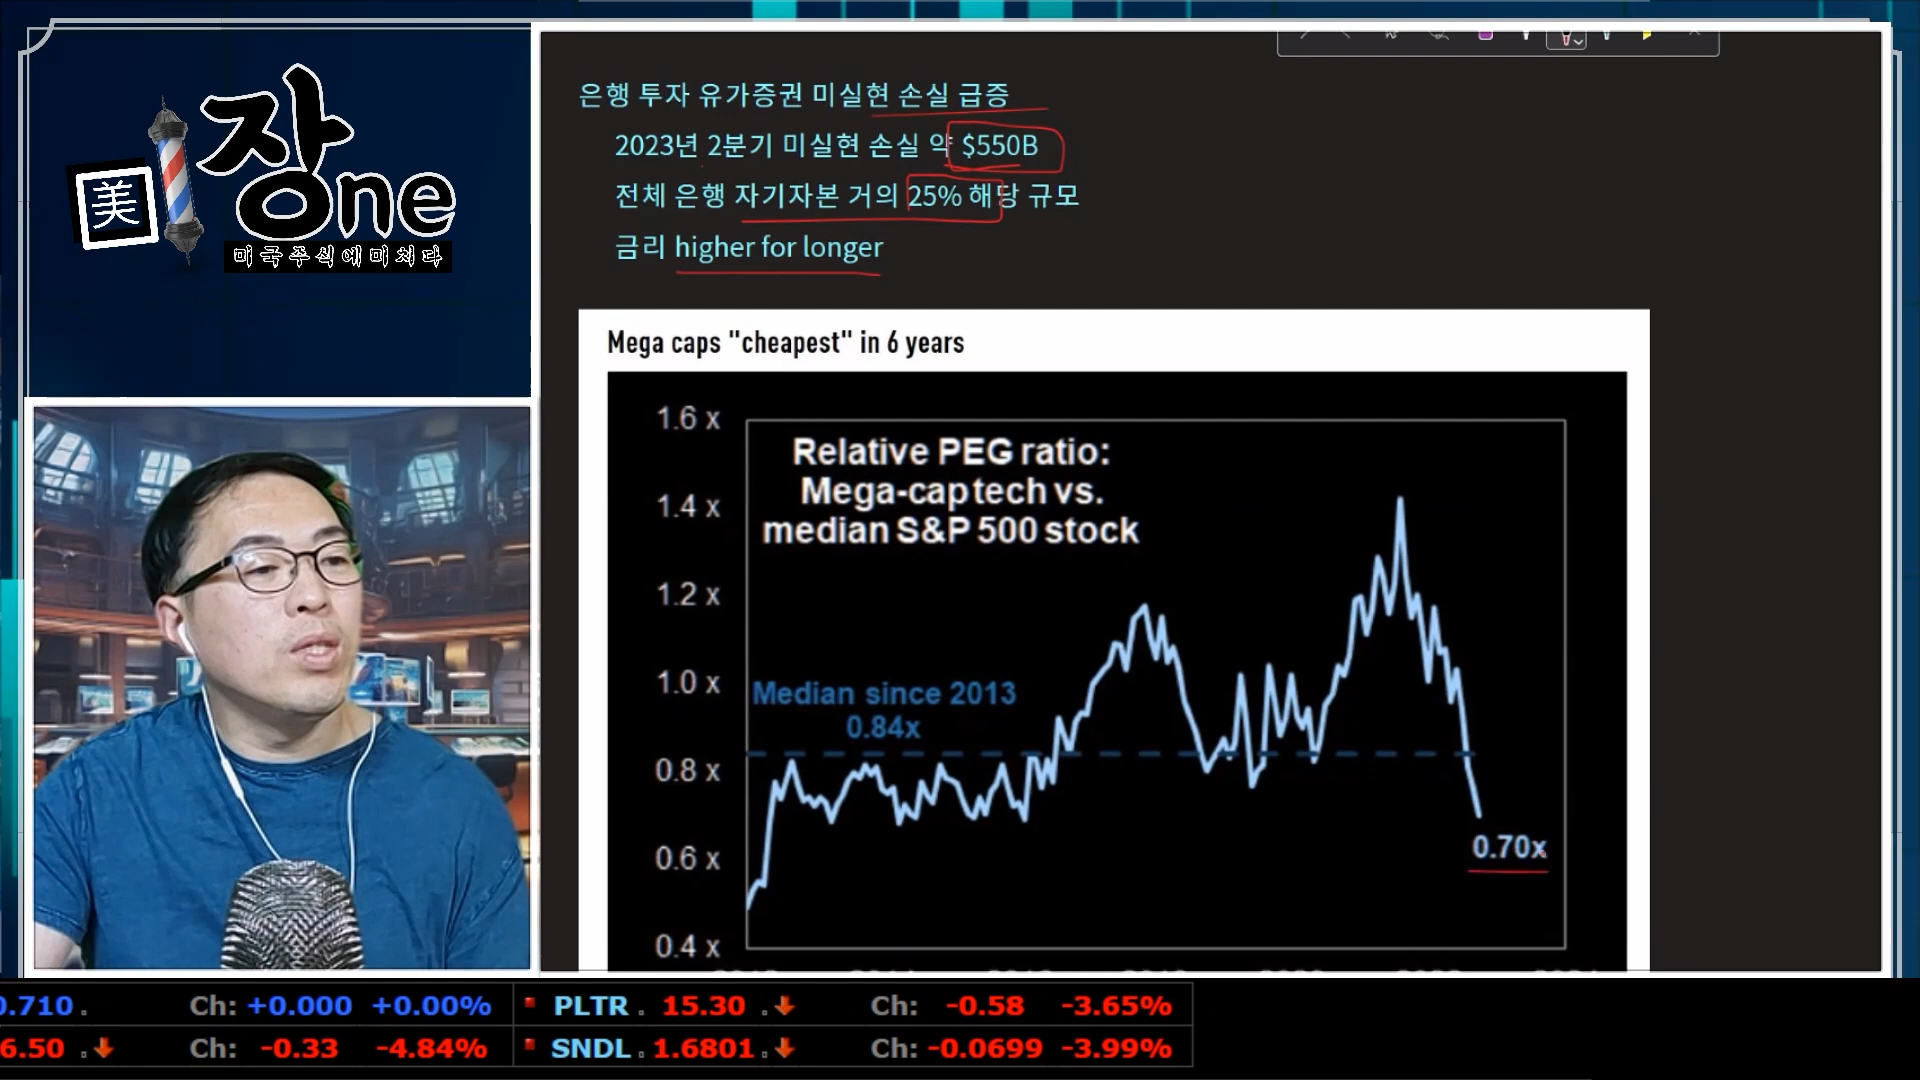 美
장one
미국주식에미치다
은행 투자 유가증권 미실현 손실 급증
2023년 2분기 미실현 손실 약 $550B
전체 은행 자기자본 거의 25% 해당 규모
금리 higher for longer
Mega caps "cheapest" in 6 years
1.6 x
1.4 x
1.2 x
1.0 x
0.8 x
0.6 x
0.4 x
Relative PEG ratio:
Mega-cap tech vs.
median S&P 500 stock
Median since 2013
0.84x
0.70x
0.710 . Ch: +0.000 +0.00% PLTR . 15.30 . Ch: -0.58 -3.65%
6.50 . Ch: -0.33 -4.84% SNDL . 1.6801 . Ch: -0.0699 -3.99%